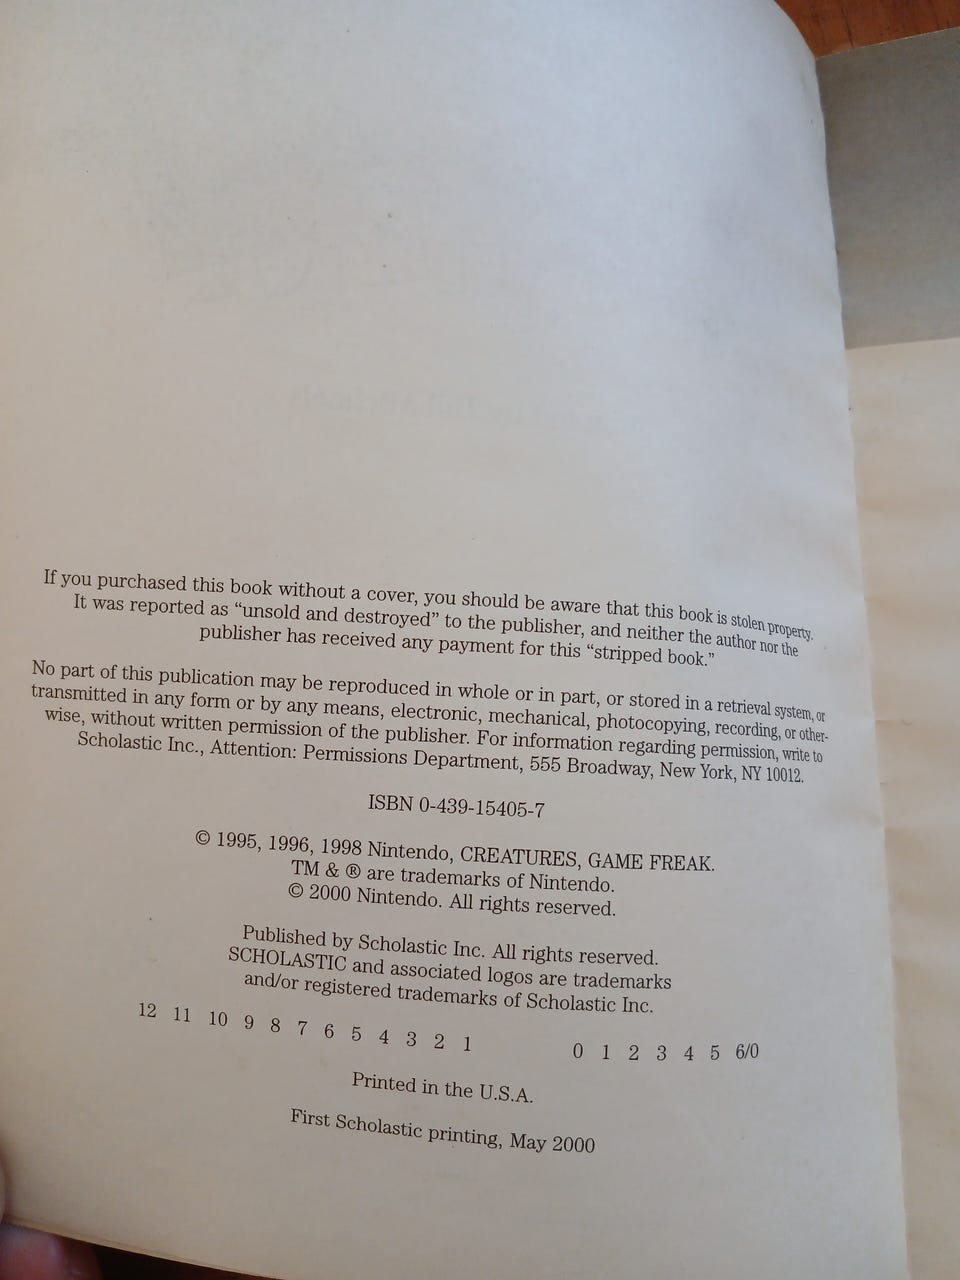 If you purchased this book without a cover, you should be aware that this book is stolen property.
It was reported as “unsold and destroyed” to the publisher, and neither the author nor the
publisher has received any payment for this “stripped book.”
No part of this publication may be reproduced in whole or in part, or stored in a retrieval system, or
transmitted in any form or by any means, electronic, mechanical, photocopying, recording, or other-
wise, without written permission of the publisher. For information regarding permission, write to
Scholastic Inc., Attention: Permissions Department, 555 Broadway, New York, NY 10012.
ISBN 0-439-15405-7
© 1995, 1996, 1998 Nintendo, CREATURES, GAME FREAK.
TM & ® are trademarks of Nintendo.
© 2000 Nintendo. All rights reserved.
Published by Scholastic Inc. All rights reserved.
SCHOLASTIC and associated logos are trademarks
and/or registered trademarks of Scholastic Inc.
12 11 10 9 8 7 6 5 4 3 2 1 0 1 2 3 4 5 6/0
Printed in the U.S.A.
First Scholastic printing, May 2000